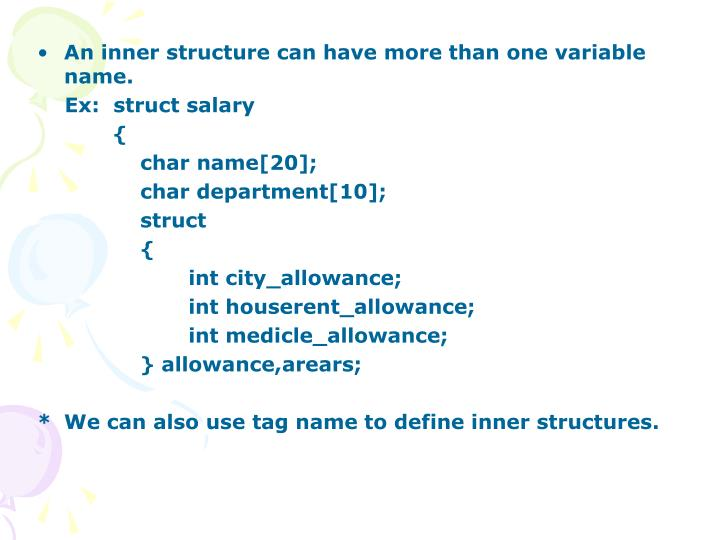 • An inner structure can have more than one variable
name.
Ex: struct salary
{
char name[20];
char department[10];
struct
{
int city_allowance;
int houserent_allowance;
int medicle_allowance;
} allowance,arears;
* We can also use tag name to define inner structures.